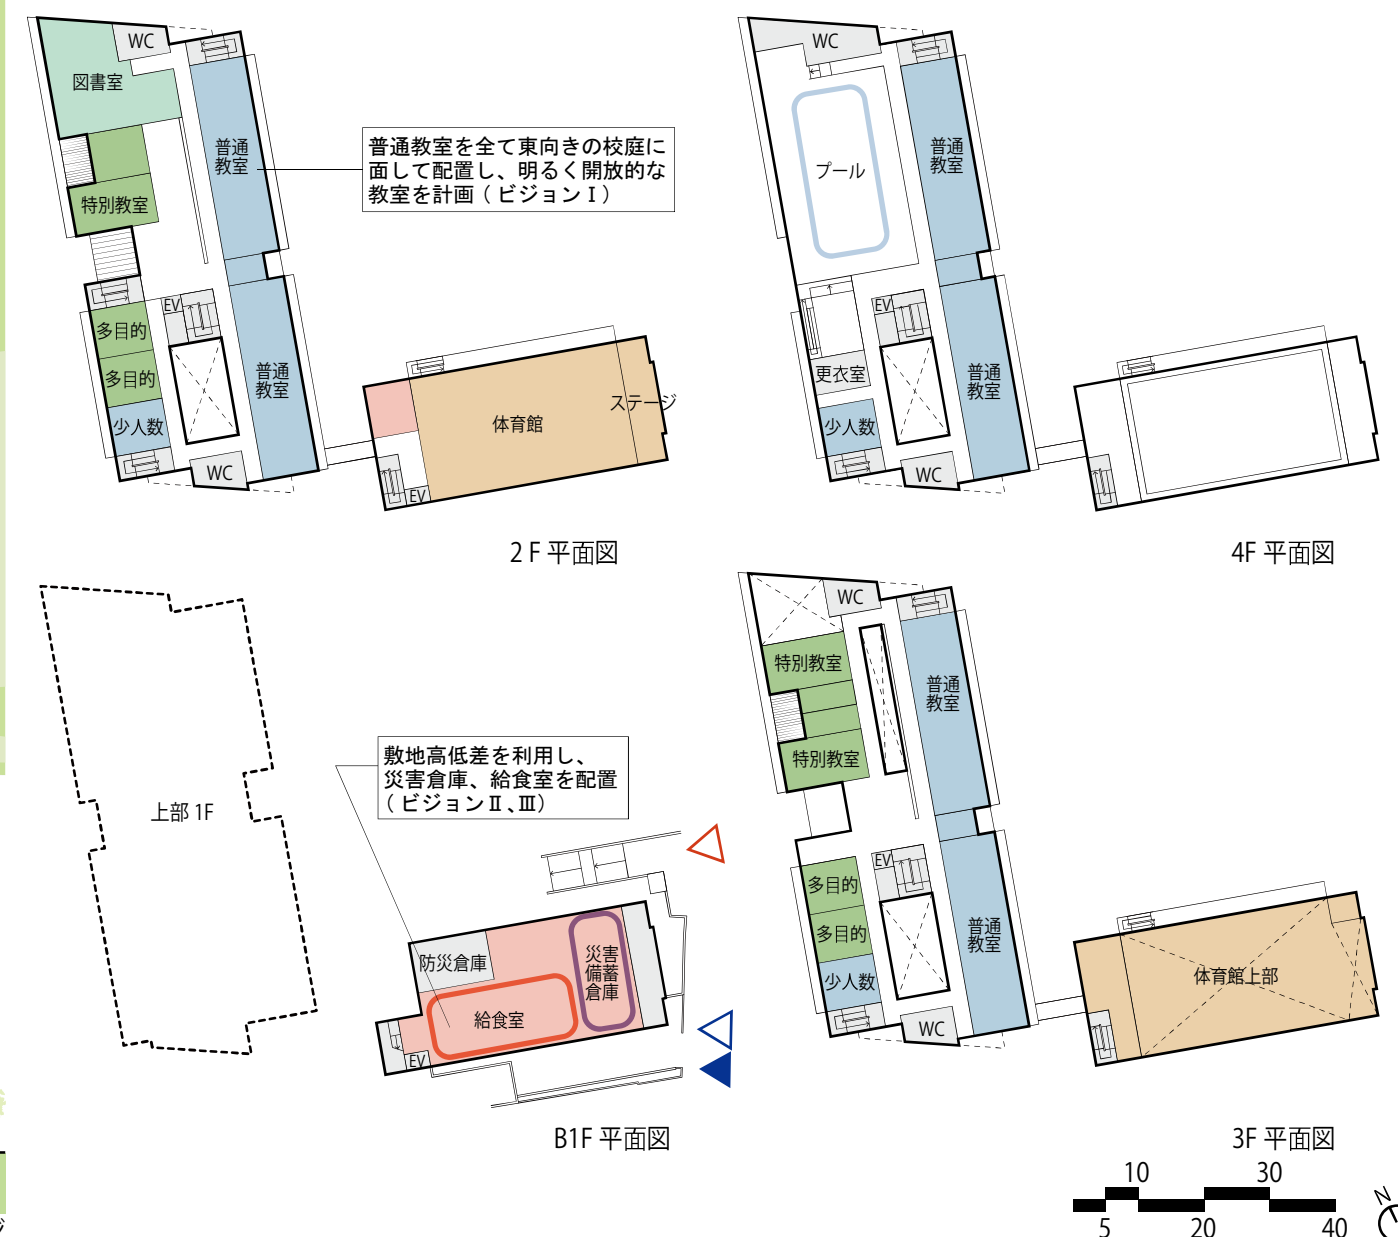 WC
図書室
普通
教室
特別教室
EV
多目的
多目的
少人数
普通
教室
WC
普通教室を全て東向きの校庭に
面して配置し、明るく開放的な
教室を計画（ビジョンⅠ）
体育館
ステージ
EV
2F 平面図
WC
プール
普通
教室
EV
更衣室
少人数
普通
教室
WC
4F 平面図
上部 1F
敷地高低差を利用し、
災害倉庫、給食室を配置
（ビジョンⅡ、Ⅲ）
防災倉庫
災害
備蓄
倉庫
給食室
EV
B1F 平面図
WC
特別教室
普通
教室
特別教室
EV
多目的
多目的
少人数
普通
教室
WC
体育館上部
3F 平面図
10 30
5 20 40
N